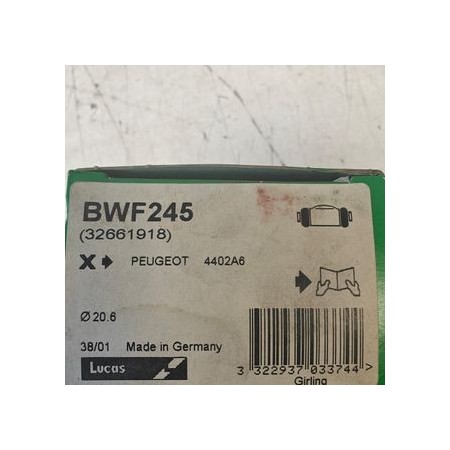 BWF245
(32661918)
X PEUGEOT 4402A6
Ø 20.6
38/01 Made in Germany
Lucas
3 322937 033744 >
Girling